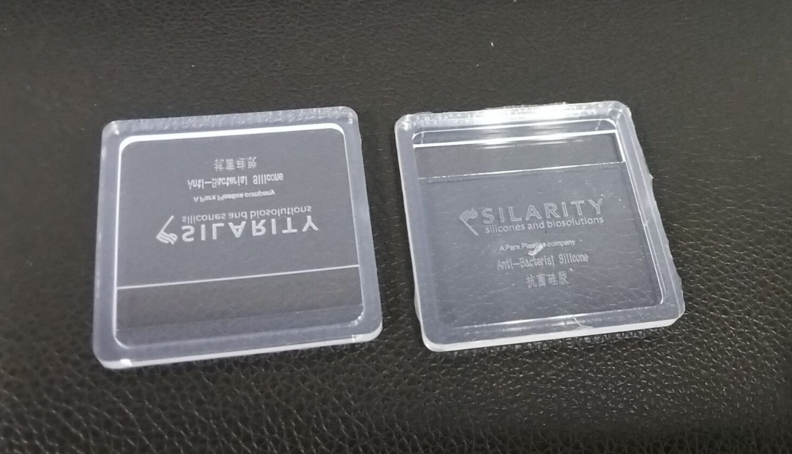 抗菌硅胶
Anti-Bacterial Silicone
A Parx Plastics company
silicones and biosolutions
SILARITY
SILARITY
silicones and biosolutions
A Parx Plastics company
Anti-Bacterial Silicone
抗菌硅胶